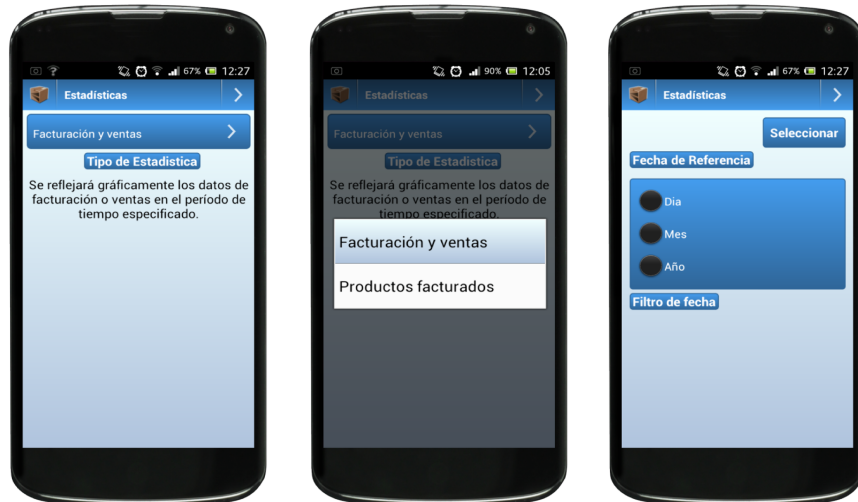 67% 12:27
Estadísticas
Facturación y ventas
Tipo de Estadistica
Se reflejará gráficamente los datos de
facturación o ventas en el período de
tiempo especificado.
90% 12:05
Estadísticas
Facturación y ventas
Tipo de Estadistica
Se reflejará gráficamente los datos de
facturación o ventas en el período de
tiempo especificado.
Facturación y ventas
Productos facturados
67% 12:27
Estadísticas
Seleccionar
Fecha de Referencia
Dia
Mes
Año
Filtro de fecha